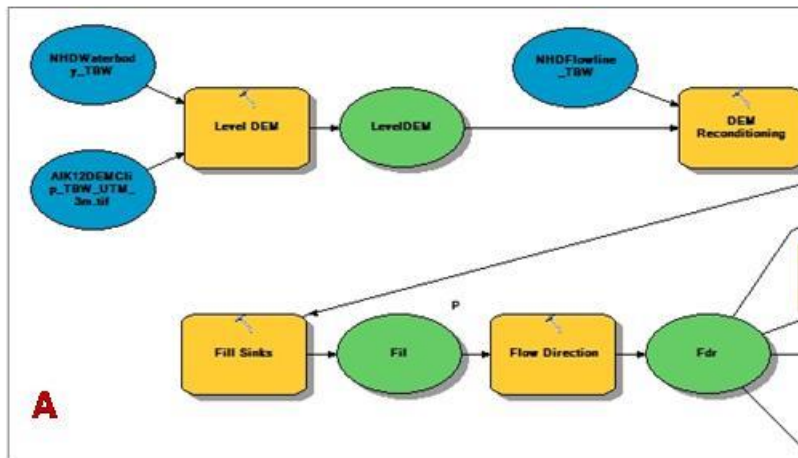 NHDWaterbod
y_TBW
NHDFlowline
_TBW
Level DEM
LevelDEM
DEM
Reconditioning
AIK12DEMCli
p_TBW_UTM_
3m.tif
P
Fill Sinks
Fil
Flow Direction
Fdr
A